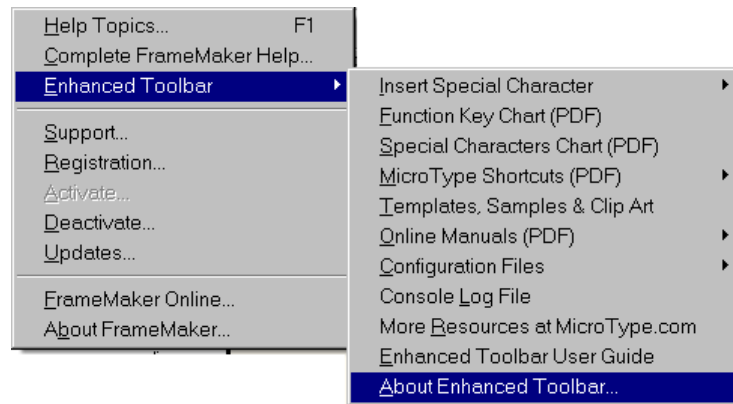 Help Topics... F1
Complete FrameMaker Help...
Enhanced Toolbar
Support...
Registration...
Activate...
Deactivate...
Updates...
FrameMaker Online...
About FrameMaker...
Insert Special Character
Function Key Chart (PDF)
Special Characters Chart (PDF)
MicroType Shortcuts (PDF)
Templates, Samples & Clip Art
Online Manuals (PDF)
Configuration Files
Console Log File
More Resources at MicroType.com
Enhanced Toolbar User Guide
About Enhanced Toolbar...